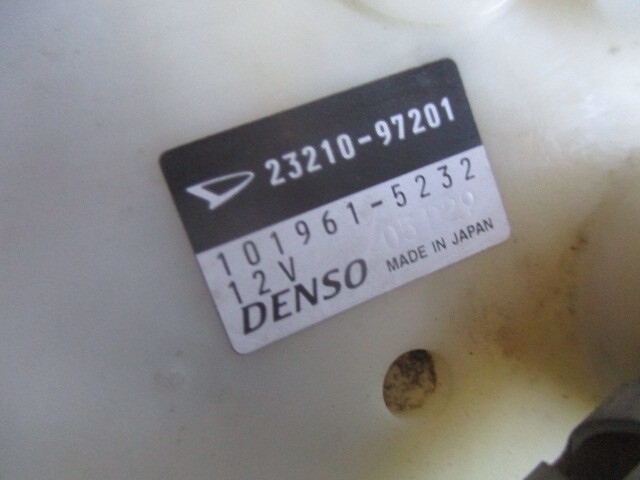 23210-97201
101961-5232
12V
DENSO MADE IN JAPAN